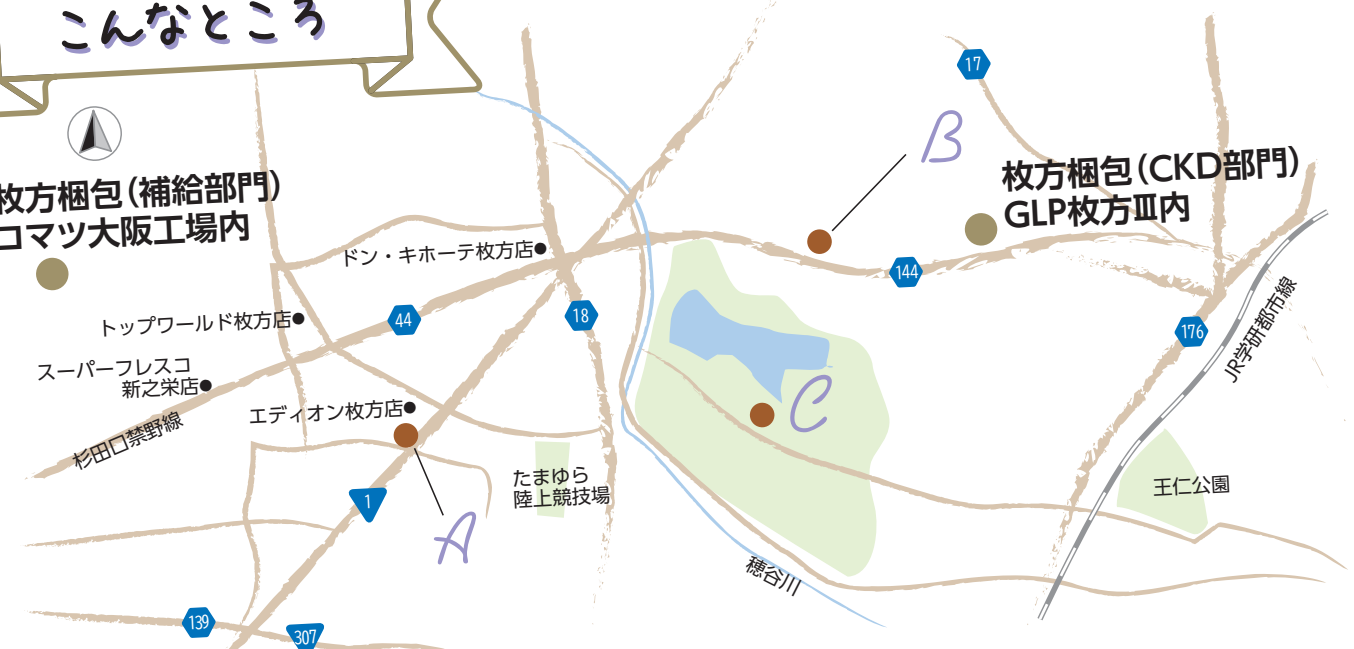 こんなところ
17
B
枚方梱包（補給部門）
コマツ大阪工場内
枚方梱包（CKD部門）
GLP枚方Ⅲ内
ドン・キホーテ枚方店
144
44
18
トップワールド枚方店
176
JR学研都市線
スーパーフレスコ
新之栄店
C
エディオン枚方店
杉田口禁野線
たまゆら
陸上競技場
王仁公園
1
A
穂谷川
139
307